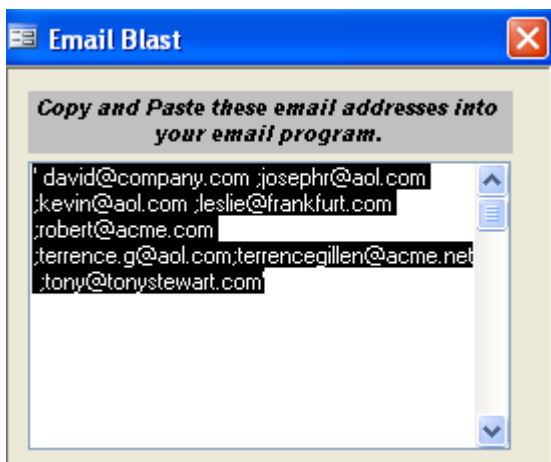 Email Blast
Copy and Paste these email addresses into
your email program.
' david@company.com ;josephr@aol.com
;kevin@aol.com ;leslie@frankfurt.com
;robert@acme.com
;terrence.g@aol.com;terrencegillen@acme.net
;tony@tonystewart.com'